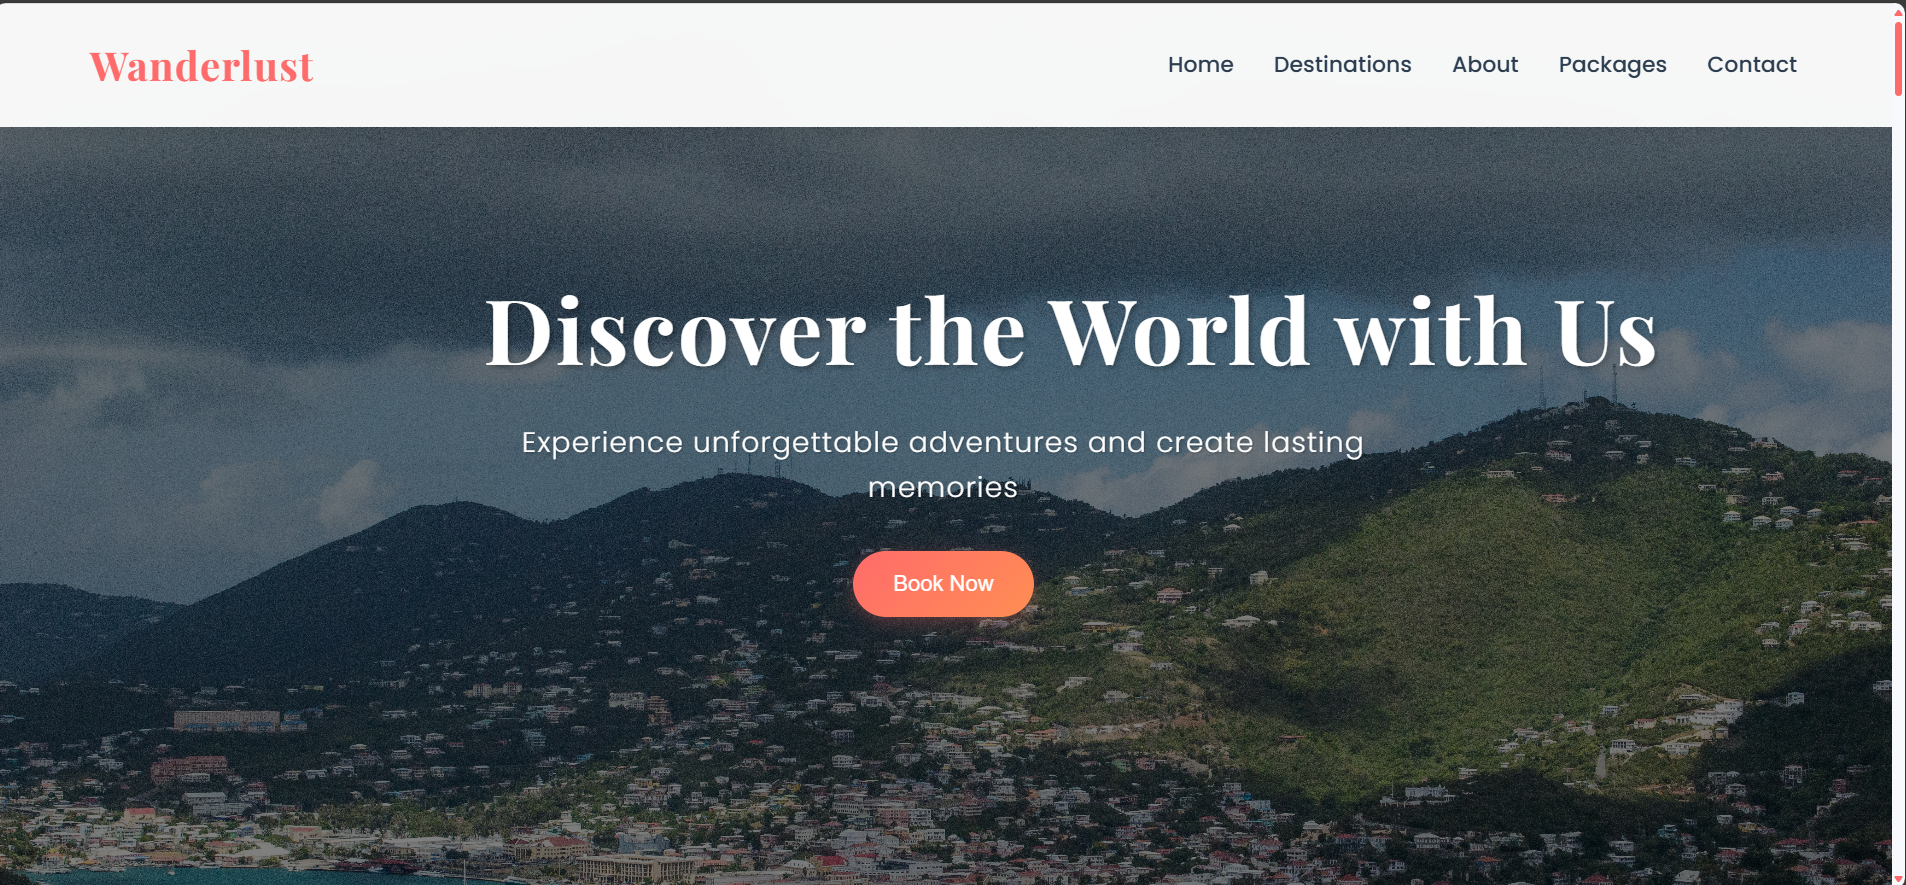 Wanderlust
Home Destinations About Packages Contact
Discover the World with Us
Experience unforgettable adventures and create lasting
memories
Book Now